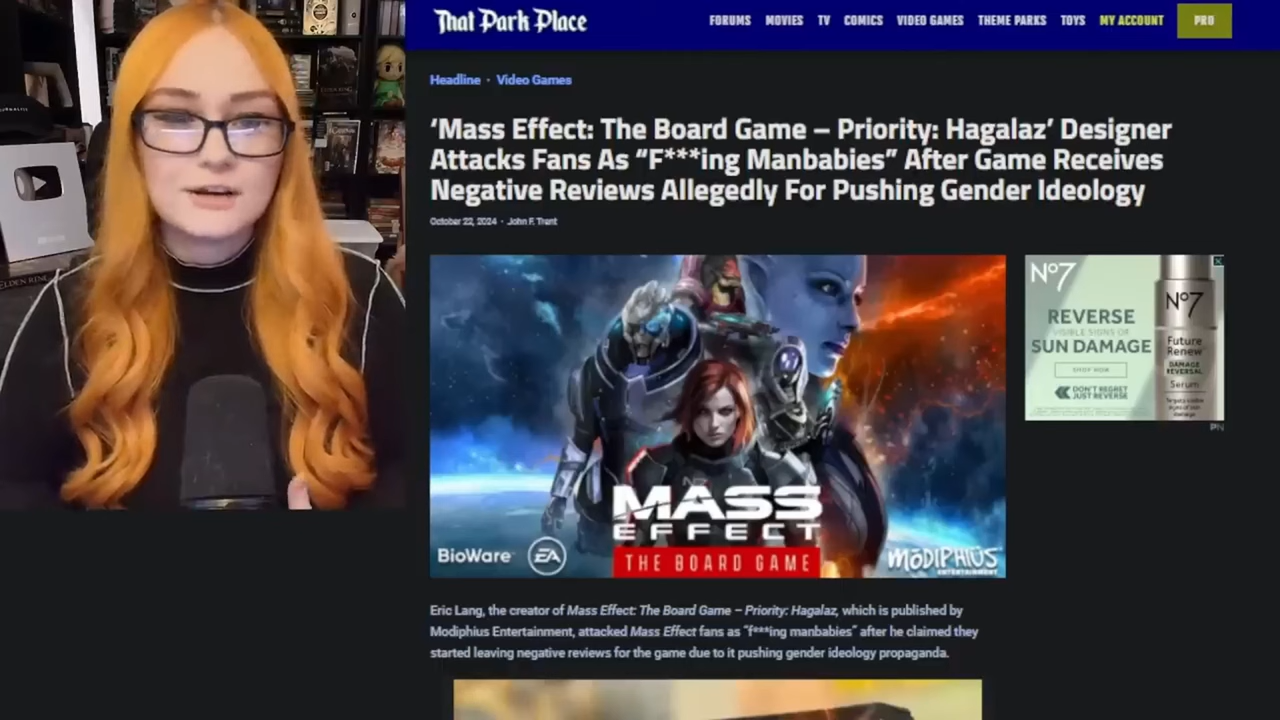 That Park Place
FORUMS MOVIES TV COMICS VIDEO GAMES THEME PARKS TOYS MY ACCOUNT PRO
Headline · Video Games
‘Mass Effect: The Board Game – Priority: Hagalaz’ Designer
Attacks Fans As “F***ing Manbabies” After Game Receives
Negative Reviews Allegedly For Pushing Gender Ideology
October 22, 2024 · John F. Trent
ELDEN RING
N7
MASS
EFFECT
THE BOARD GAME
BioWare
EA
MÖDIPHIÜS
ENTERTAINMENT
No7
REVERSE
VISIBLE SIGNS OF
SUN DAMAGE
SHOP NOW
DON'T REGRET
JUST REVERSE
No7
Future
Renew
DAMAGE
REVERSAL
Serum
Eric Lang, the creator of Mass Effect: The Board Game – Priority: Hagalaz, which is published by
Modiphius Entertainment, attacked Mass Effect fans as “f***ing manbabies” after he claimed they
started leaving negative reviews for the game due to it pushing gender ideology propaganda.